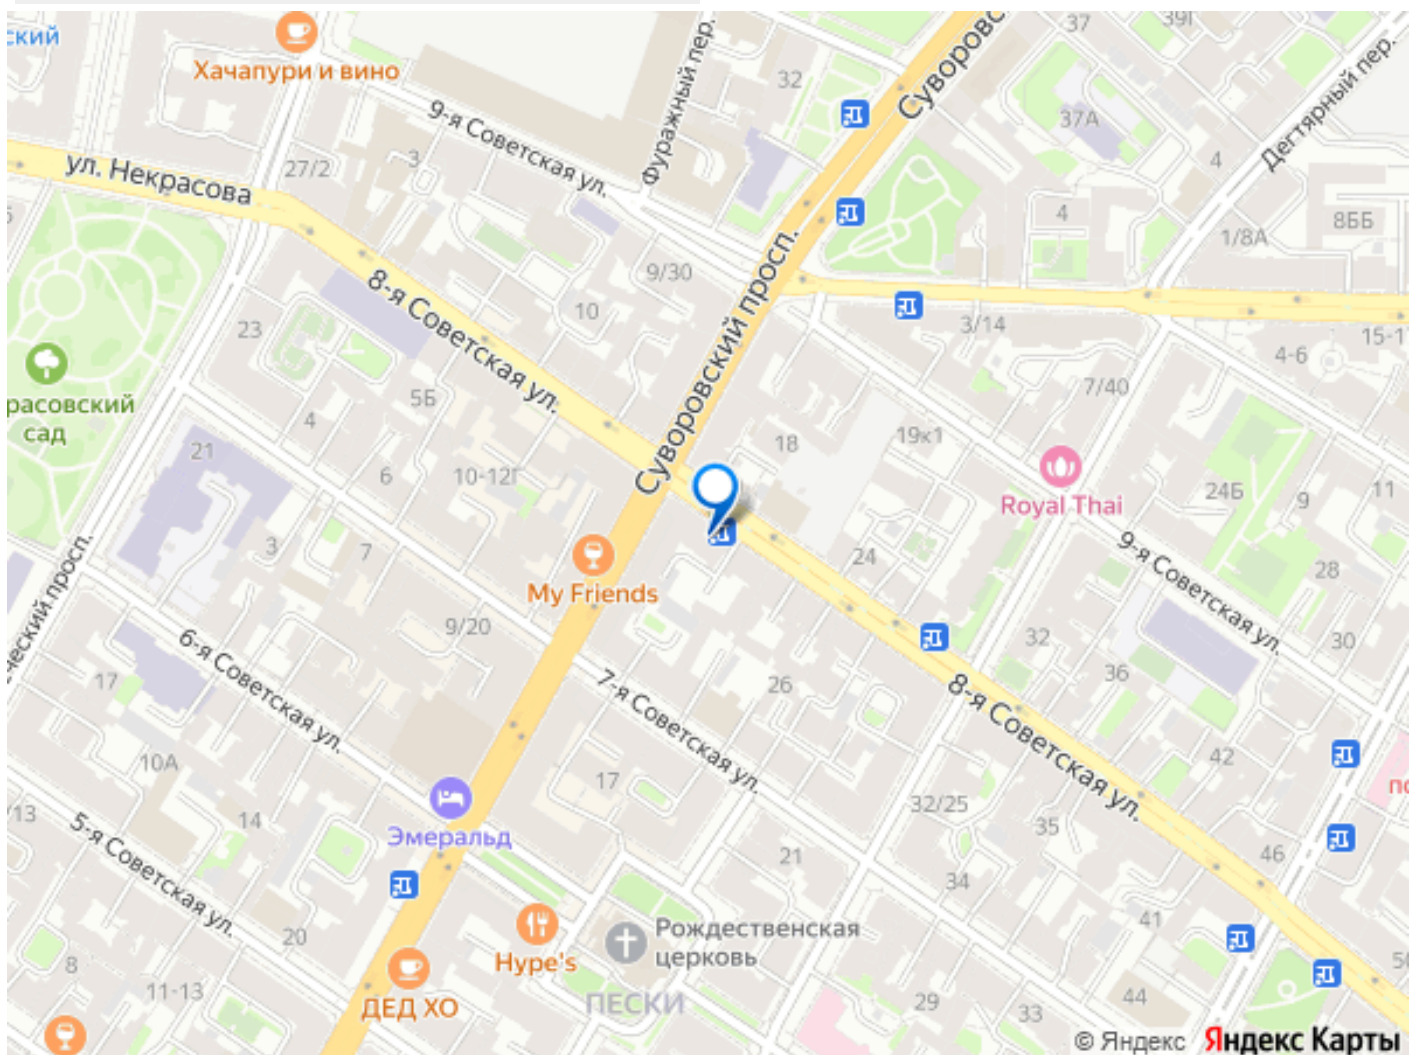 ский
Хачапури и вино
9-я Советская ул.
Фуражный пер.
32
Суворовс
37
39Г
37А
Дегтярный пер.
4
ул. Некрасова
27/2
3
4
8ББ
1/8А
9/30
Суворовский просп.
8-я Советская ул.
10
23
3/14
15-1
4-6
7/40
расовский
сад
5Б
4
21
6
10-12Г
18
19к1
Royal Thai
24Б
9
11
9-я Советская ул.
3
7
My Friends
24
28
ческий просп.
6-я Советская ул.
9/20
32
30
17
7-я Советская ул.
26
36
8-я Советская ул.
42
10А
17
32/25
по
/13
14
Эмеральд
35
5-я Советская ул.
21
46
34
20
Рождественская
церковь
41
Hype's
8
11-13
ДЕД ХО
ПЕСКИ
29
33
44
50
© Яндекс Яндекс Карты